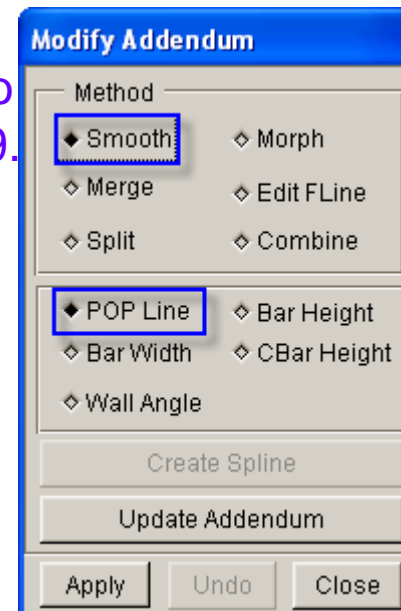 Modify Addendum
o
9.
Method
Smooth Morph
Merge Edit FLine
Split Combine
POP Line Bar Height
Bar Width CBar Height
Wall Angle
Create Spline
Update Addendum
Apply Undo Close